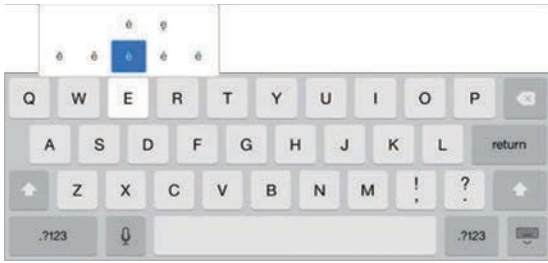 Q W E R T Y U I O P
A S D F G H J K L return
Z X C V B N M ! , ? .
.?123 .?123